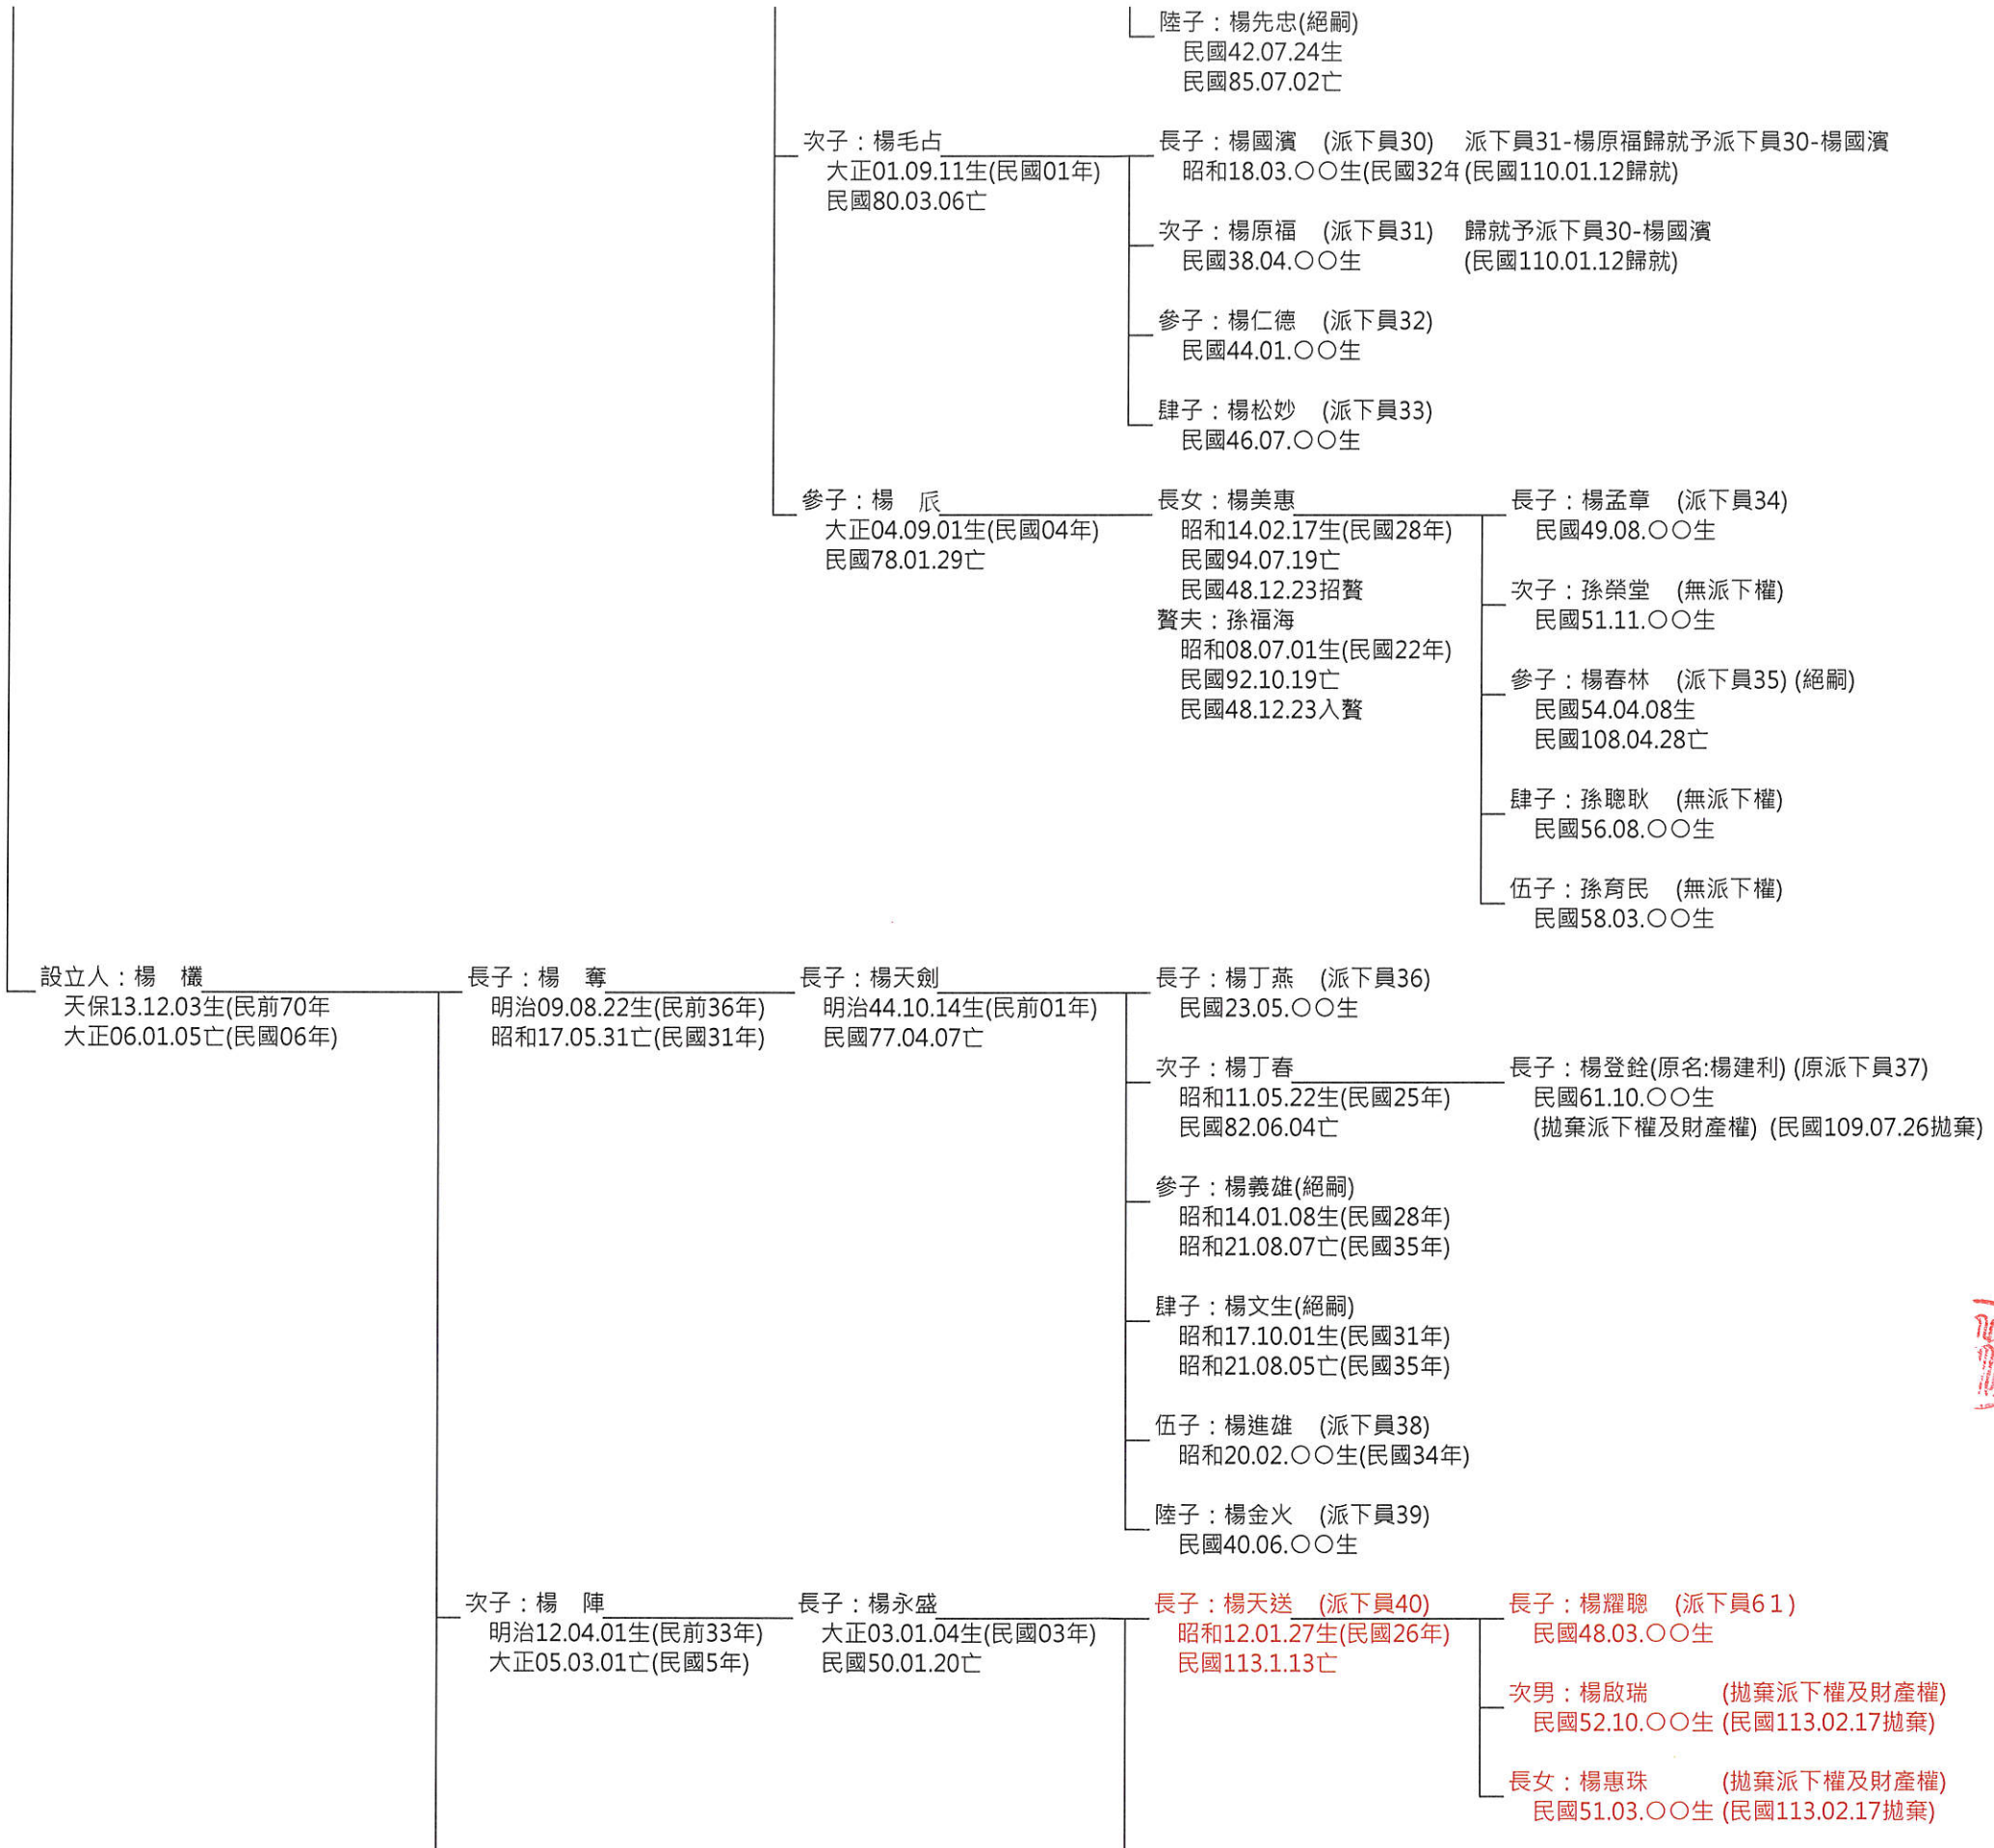 陸子：楊先忠(絕嗣)
民國42.07.24生
民國85.07.02亡
次子：楊毛占
大正01.09.11生(民國01年)
民國80.03.06亡
長子：楊國濱 (派下員30) 派下員31-楊原福歸就予派下員30-楊國濱
昭和18.03.○○生(民國32年 (民國110.01.12歸就)
次子：楊原福 (派下員31) 歸就予派下員30-楊國濱
民國38.04.○○生 (民國110.01.12歸就)
參子：楊仁德 (派下員32)
民國44.01.○○生
肆子：楊松妙 (派下員33)
民國46.07.○○生
參子：楊 𠂢
大正04.09.01生(民國04年)
民國78.01.29亡
長女：楊美惠
昭和14.02.17生(民國28年)
民國94.07.19亡
民國48.12.23招贅
贅夫：孫福海
昭和08.07.01生(民國22年)
民國92.10.19亡
民國48.12.23入贅
長子：楊孟章 (派下員34)
民國49.08.○○生
次子：孫榮堂 (無派下權)
民國51.11.○○生
參子：楊春林 (派下員35) (絕嗣)
民國54.04.08生
民國108.04.28亡
肆子：孫聰耿 (無派下權)
民國56.08.○○生
伍子：孫育民 (無派下權)
民國58.03.○○生
設立人：楊 欉
天保13.12.03生(民前70年
大正06.01.05亡(民國06年)
長子：楊 奪
明治09.08.22生(民前36年)
昭和17.05.31亡(民國31年)
長子：楊天劍
明治44.10.14生(民前01年)
民國77.04.07亡
長子：楊丁燕 (派下員36)
民國23.05.○○生
次子：楊丁春
昭和11.05.22生(民國25年)
民國82.06.04亡
長子：楊登銓(原名:楊建利) (原派下員37)
民國61.10.○○生
(拋棄派下權及財產權) (民國109.07.26拋棄)
參子：楊義雄(絕嗣)
昭和14.01.08生(民國28年)
昭和21.08.07亡(民國35年)
肆子：楊文生(絕嗣)
昭和17.10.01生(民國31年)
昭和21.08.05亡(民國35年)
伍子：楊進雄 (派下員38)
昭和20.02.○○生(民國34年)
陸子：楊金火 (派下員39)
民國40.06.○○生
次子：楊 陣
明治12.04.01生(民前33年)
大正05.03.01亡(民國5年)
長子：楊永盛
大正03.01.04生(民國03年)
民國50.01.20亡
長子：楊天送 (派下員40)
昭和12.01.27生(民國26年)
民國113.1.13亡
長子：楊耀聰 (派下員61)
民國48.03.○○生
次男：楊啟瑞 (拋棄派下權及財產權)
民國52.10.○○生 (民國113.02.17拋棄)
長女：楊惠珠 (拋棄派下權及財產權)
民國51.03.○○生 (民國113.02.17拋棄)